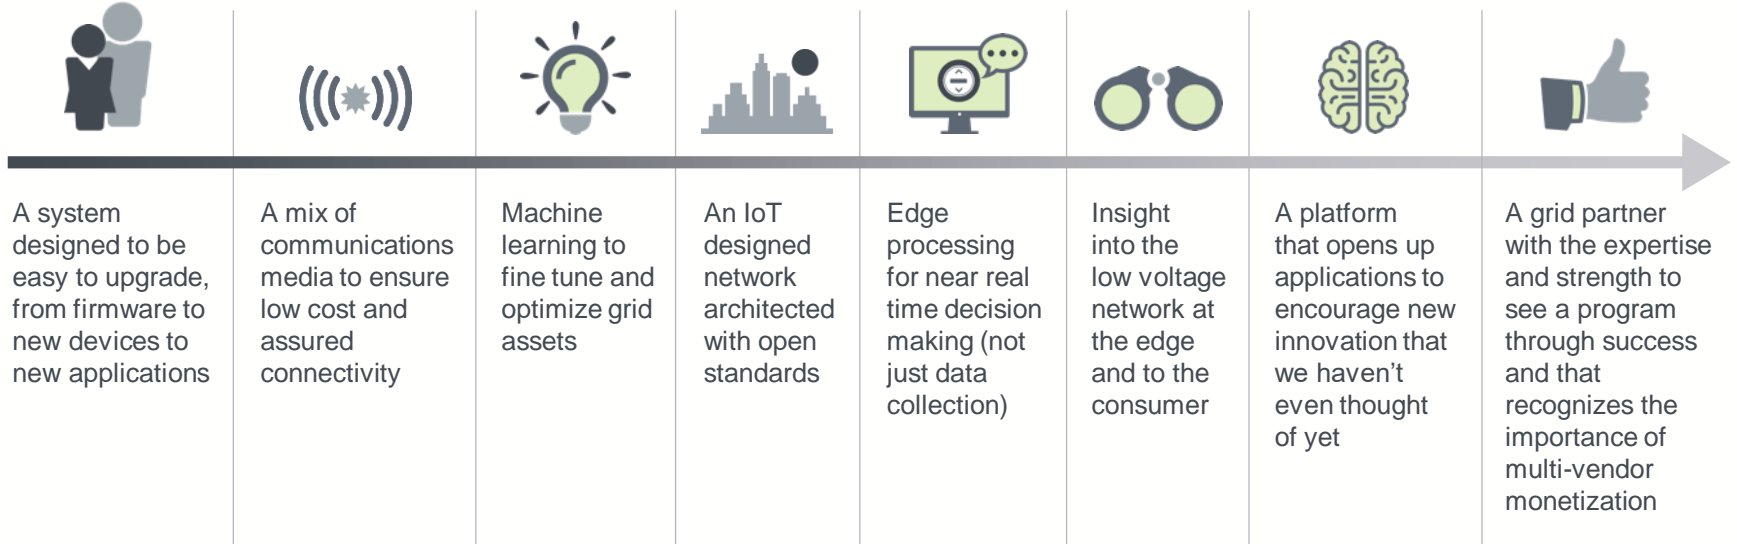 A system
designed to be
easy to upgrade,
from firmware to
new devices to
new applications
A mix of
communications
media to ensure
low cost and
assured
connectivity
Machine
learning to
fine tune and
optimize grid
assets
An IoT
designed
network
architected
with open
standards
Edge
processing
for near real
time decision
making (not
just data
collection)
Insight
into the
low voltage
network at
the edge
and to the
consumer
A platform
that opens up
applications to
encourage new
innovation that
we haven’t
even thought
of yet
A grid partner
with the expertise
and strength to
see a program
through success
and that
recognizes the
importance of
multi-vendor
monetization